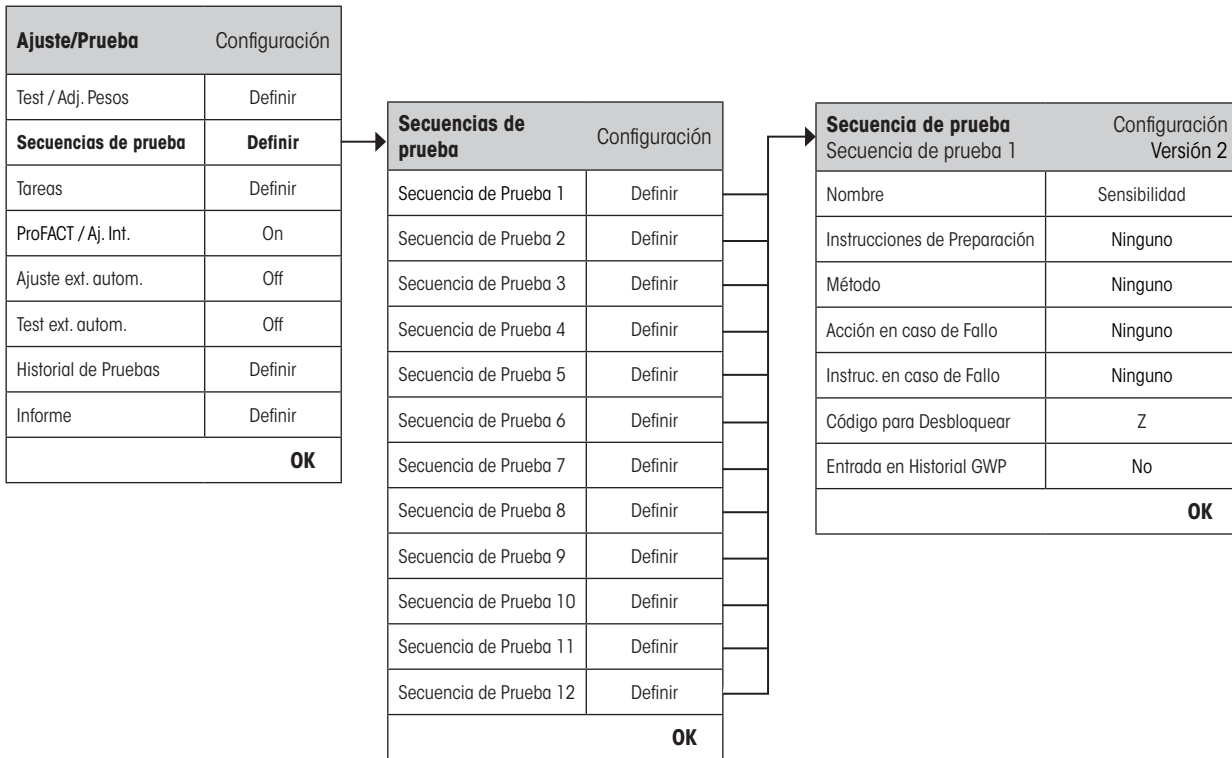 Ajuste/Prueba Configuración
Test / Adj. Pesos Definir
Secuencias de prueba Definir
Tareas Definir
ProFACT / Aj. Int. On
Ajuste ext. autom. Off
Test ext. autom. Off
Historial de Pruebas Definir
Informe Definir
OK
Secuencias de
prueba Configuración
Secuencia de Prueba 1 Definir
Secuencia de Prueba 2 Definir
Secuencia de Prueba 3 Definir
Secuencia de Prueba 4 Definir
Secuencia de Prueba 5 Definir
Secuencia de Prueba 6 Definir
Secuencia de Prueba 7 Definir
Secuencia de Prueba 8 Definir
Secuencia de Prueba 9 Definir
Secuencia de Prueba 10 Definir
Secuencia de Prueba 11 Definir
Secuencia de Prueba 12 Definir
OK
Secuencia de prueba Configuración
Secuencia de prueba 1 Versión 2
Nombre Sensibilidad
Instrucciones de Preparación Ninguno
Método Ninguno
Acción en caso de Fallo Ninguno
Instruc. en caso de Fallo Ninguno
Código para Desbloquear Z
Entrada en Historial GWP No
OK